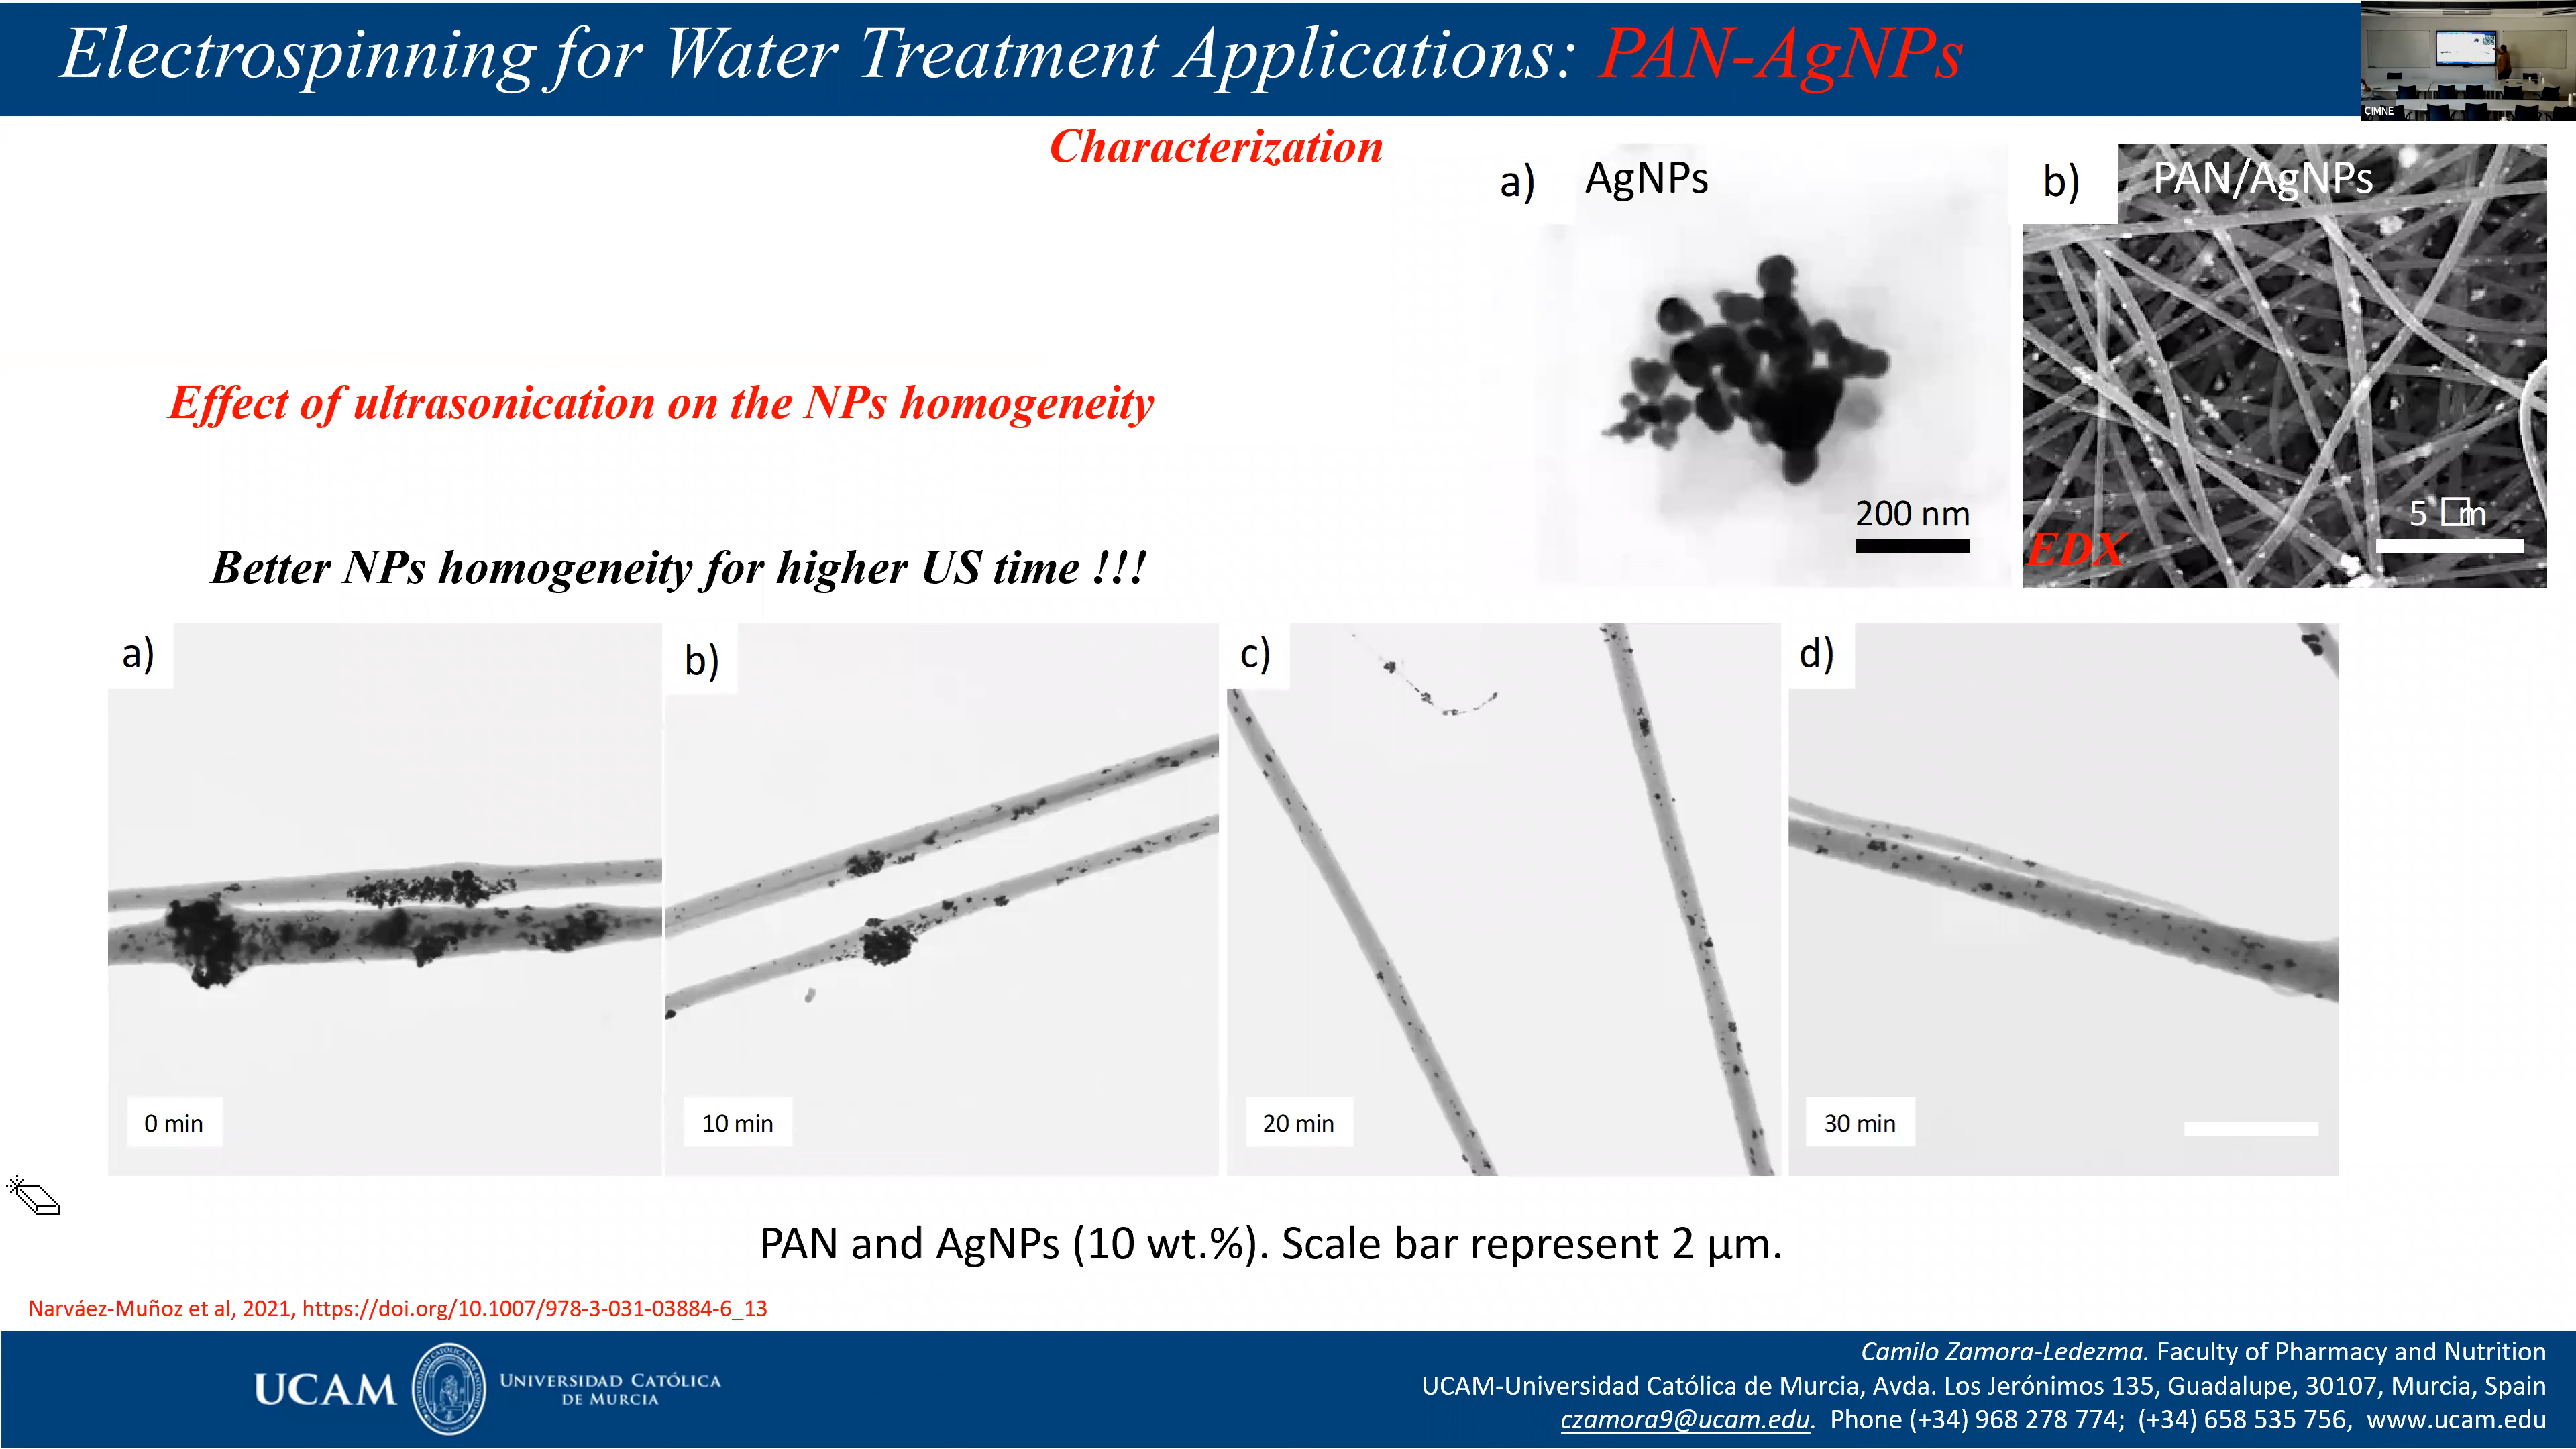 Electrospinning for Water Treatment Applications: PAN-AgNPs
CIMNE
Characterization
a) AgNPs
b) PAN/AgNPs
Effect of ultrasonication on the NPs homogeneity
200 nm
5 □m
EDX
Better NPs homogeneity for higher US time !!!
a)
b)
c)
d)
0 min
10 min
20 min
30 min
PAN and AgNPs (10 wt.%). Scale bar represent 2 μm.
Narváez-Muñoz et al, 2021, https://doi.org/10.1007/978-3-031-03884-6_13
UCAM
UNIVERSIDAD CATÓLICA
DE MURCIA
Camilo Zamora-Ledezma. Faculty of Pharmacy and Nutrition
UCAM-Universidad Católica de Murcia, Avda. Los Jerónimos 135, Guadalupe, 30107, Murcia, Spain
czamora9@ucam.edu. Phone (+34) 968 278 774; (+34) 658 535 756, www.ucam.edu